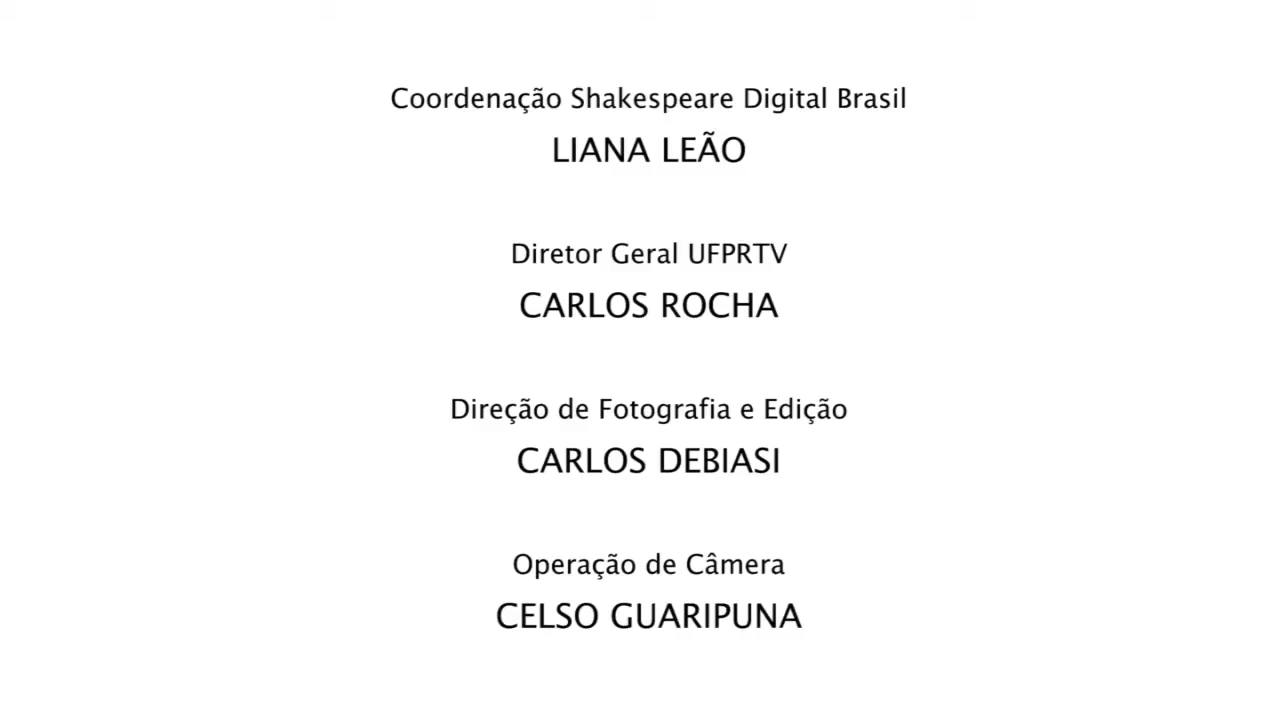 Coordenação Shakespeare Digital Brasil
LIANA LEÃO
Diretor Geral UFPRTV
CARLOS ROCHA
Direção de Fotografia e Edição
CARLOS DEBIASI
Operação de Câmera
CELSO GUARIPUNA